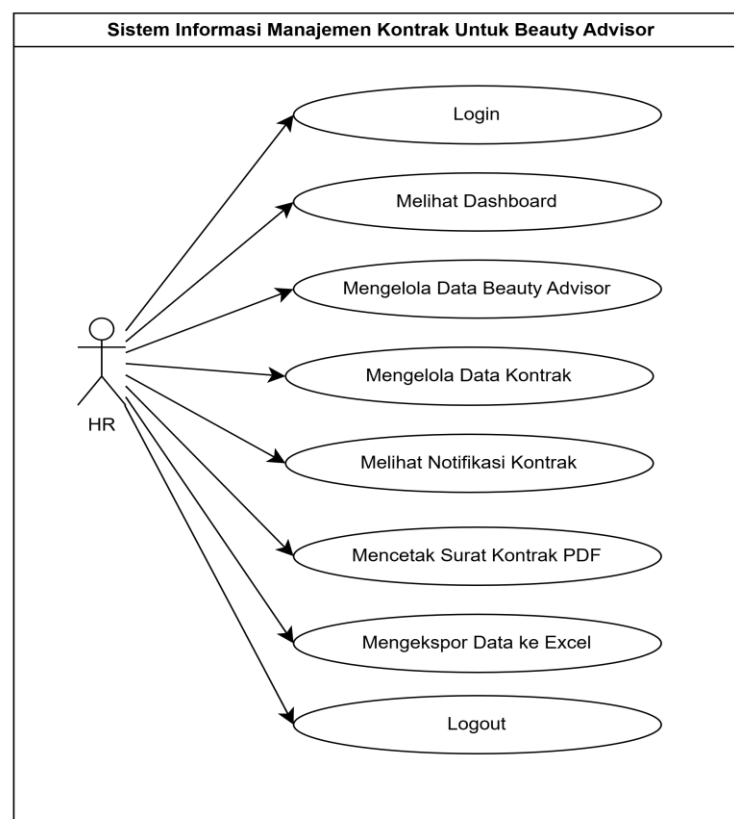 Sistem Informasi Manajemen Kontrak Untuk Beauty Advisor
Login
Melihat Dashboard
Mengelola Data Beauty Advisor
Mengelola Data Kontrak
HR
Melihat Notifikasi Kontrak
Mencetak Surat Kontrak PDF
Mengekspor Data ke Excel
Logout